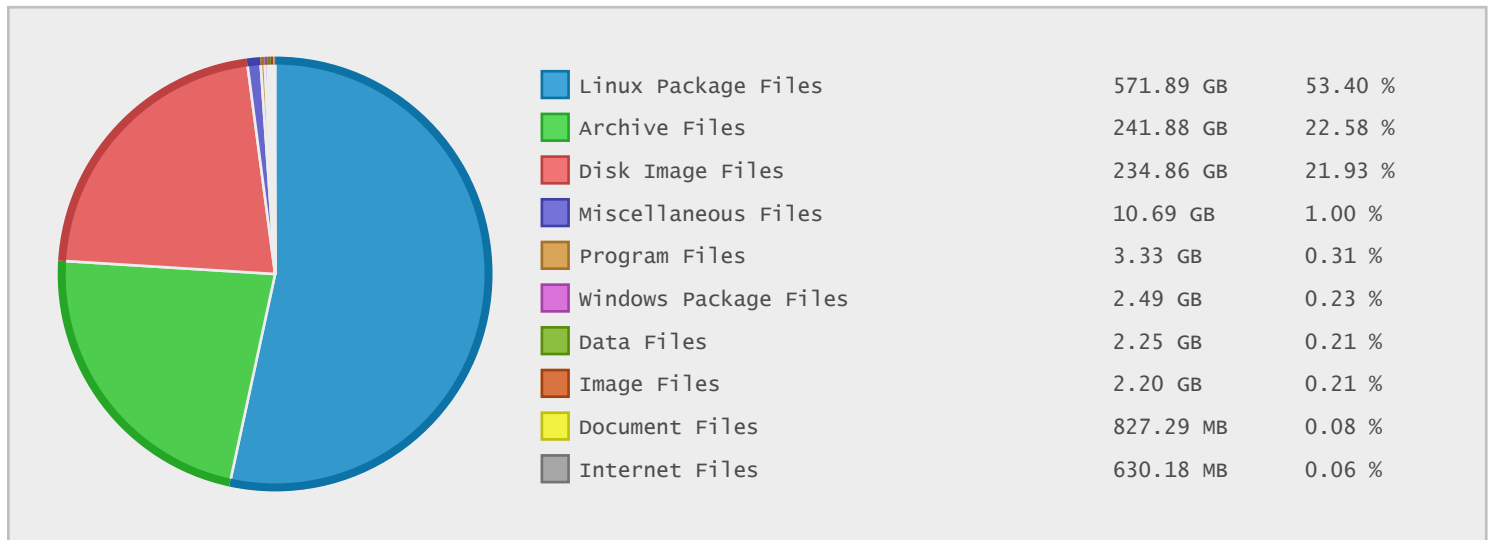 Linux Package Files 571.89 GB 53.40 %
Archive Files 241.88 GB 22.58 %
Disk Image Files 234.86 GB 21.93 %
Miscellaneous Files 10.69 GB 1.00 %
Program Files 3.33 GB 0.31 %
Windows Package Files 2.49 GB 0.23 %
Data Files 2.25 GB 0.21 %
Image Files 2.20 GB 0.21 %
Document Files 827.29 MB 0.08 %
Internet Files 630.18 MB 0.06 %